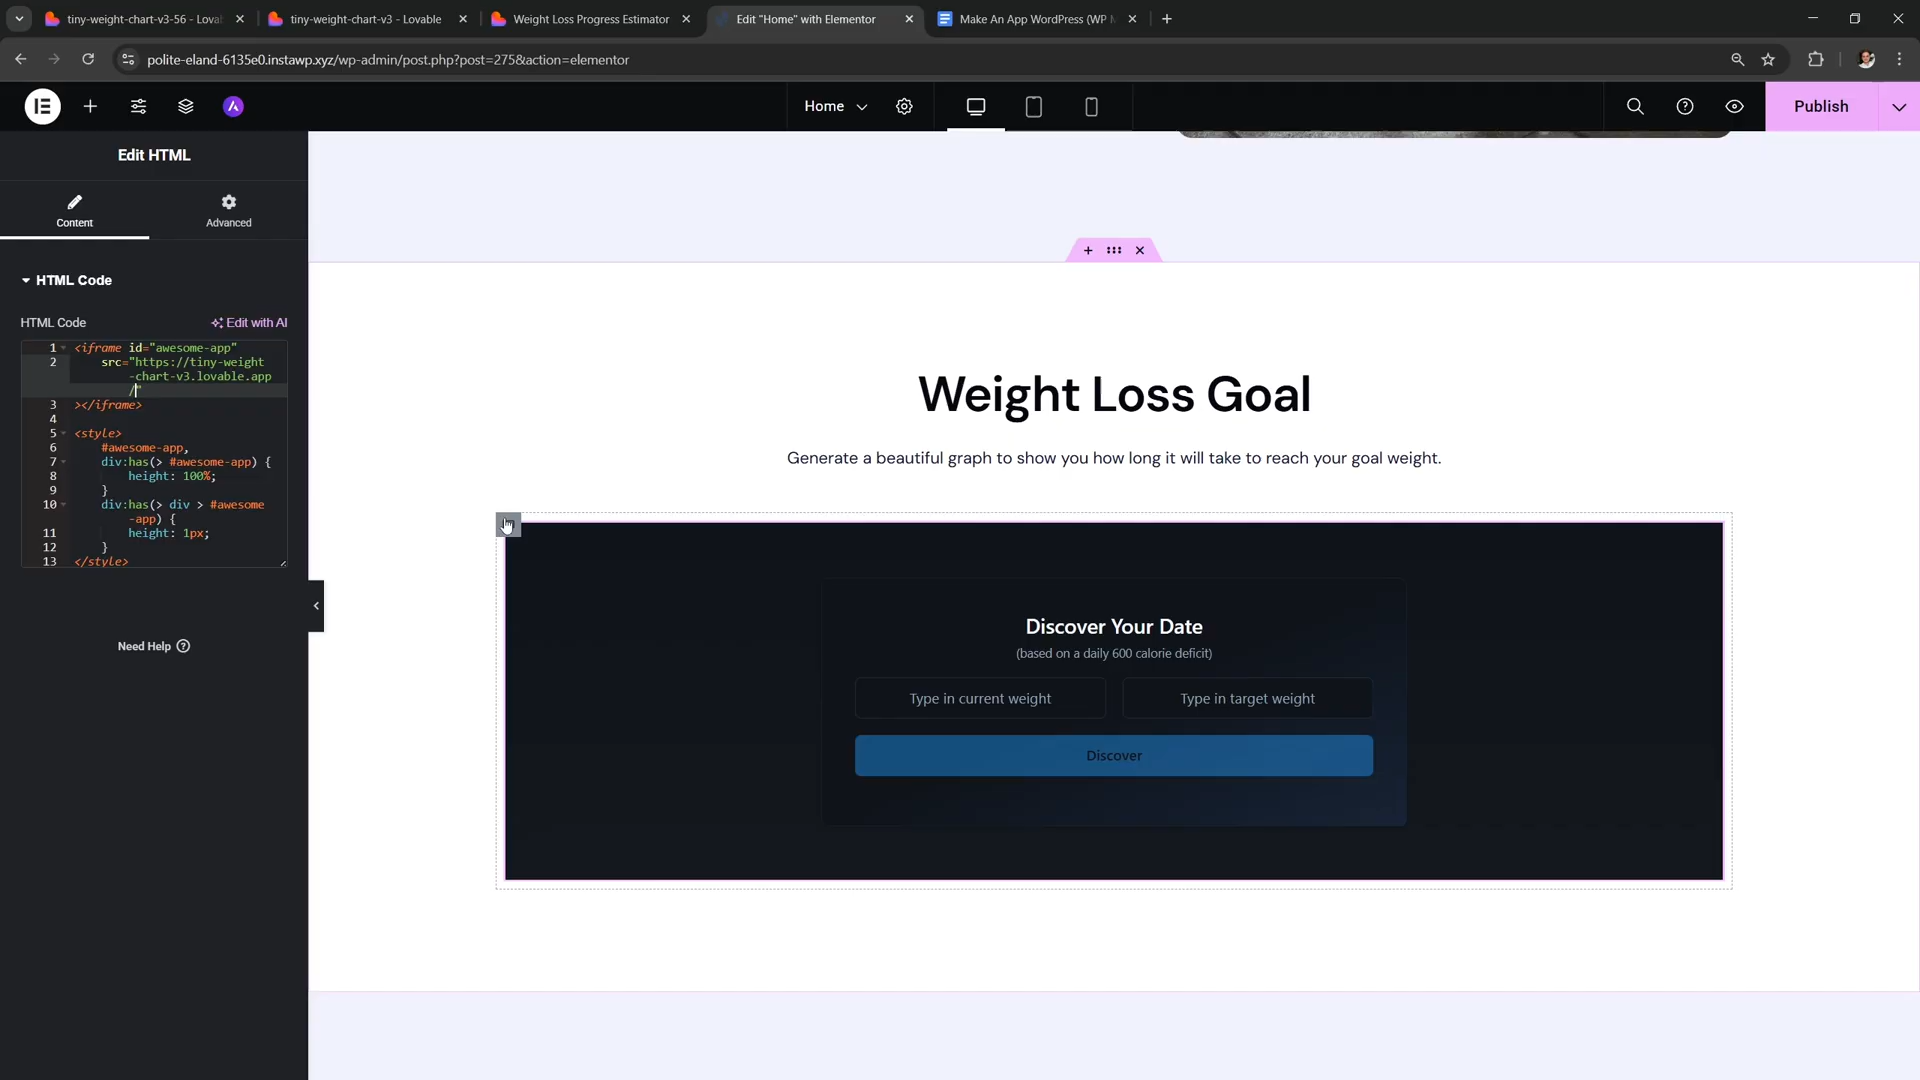 tiny-weight-chart-v3-56 - Lova
tiny-weight-chart-v3 - Lovable
Weight Loss Progress Estimator
Edit "Home" with Elementor
Make An App WordPress (WP M
polite-eland-6135e0.instawp.xyz/wp-admin/post.php?post=275&action=elementor
Home
Publish
Edit HTML
Content
Advanced
HTML Code
HTML Code
Edit with AI
1 <iframe id="awesome-app"
2 src="https://tiny-weight
-chart-v3.lovable.app
/"
3 ></iframe>
4
5 <style>
6 #awesome-app,
7 div:has(> #awesome-app) {
8 height: 100%;
9 }
10 div:has(> div > #awesome
-app) {
11 height: 1px;
12 }
13 </style>
Need Help
Weight Loss Goal
Generate a beautiful graph to show you how long it will take to reach your goal weight.
Discover Your Date
(based on a daily 600 calorie deficit)
Type in current weight
Type in target weight
Discover